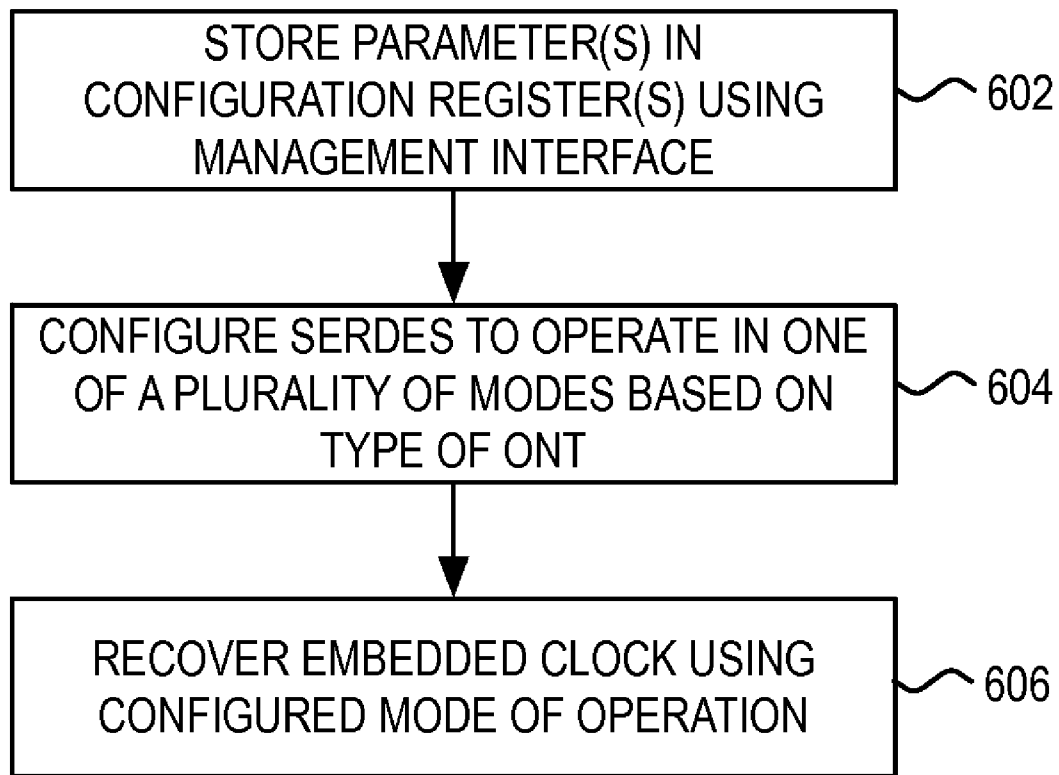 STORE PARAMETER(S) IN
CONFIGURATION REGISTER(S) USING
MANAGEMENT INTERFACE
602
CONFIGURE SERDES TO OPERATE IN ONE
OF A PLURALITY OF MODES BASED ON
TYPE OF ONT
604
RECOVER EMBEDDED CLOCK USING
CONFIGURED MODE OF OPERATION
606